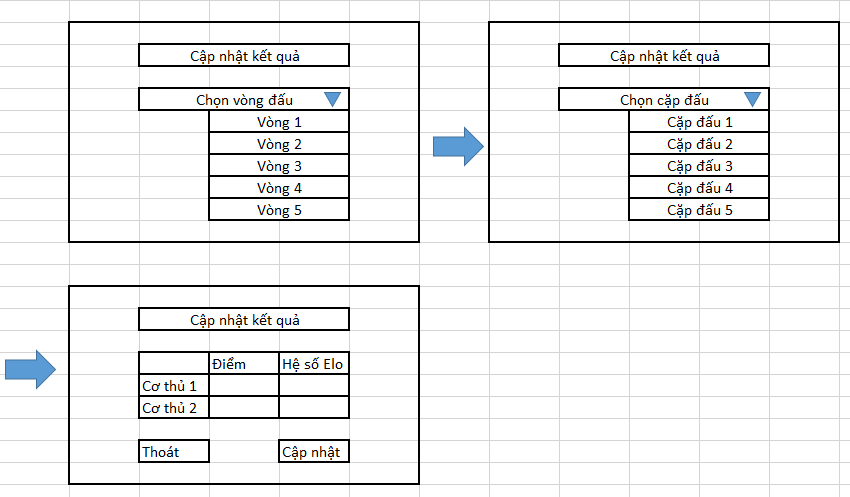 Cập nhật kết quả
Chọn vòng đấu
Vòng 1
Vòng 2
Vòng 3
Vòng 4
Vòng 5
Cập nhật kết quả
Chọn cặp đấu
Cặp đấu 1
Cặp đấu 2
Cặp đấu 3
Cặp đấu 4
Cặp đấu 5
Cập nhật kết quả
Điểm Hệ số Elo
Cơ thủ 1
Cơ thủ 2
Thoát Cập nhật